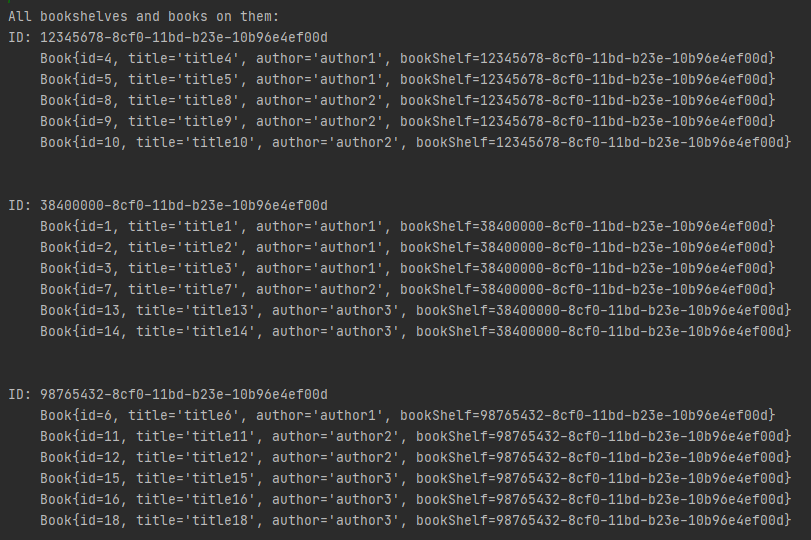 All bookshelves and books on them:
ID: 12345678-8cf0-11bd-b23e-10b96e4ef00d
Book{id=4, title='title4', author='author1', bookShelf=12345678-8cf0-11bd-b23e-10b96e4ef00d}
Book{id=5, title='title5', author='author1', bookShelf=12345678-8cf0-11bd-b23e-10b96e4ef00d}
Book{id=8, title='title8', author='author2', bookShelf=12345678-8cf0-11bd-b23e-10b96e4ef00d}
Book{id=9, title='title9', author='author2', bookShelf=12345678-8cf0-11bd-b23e-10b96e4ef00d}
Book{id=10, title='title10', author='author2', bookShelf=12345678-8cf0-11bd-b23e-10b96e4ef00d}
ID: 38400000-8cf0-11bd-b23e-10b96e4ef00d
Book{id=1, title='title1', author='author1', bookShelf=38400000-8cf0-11bd-b23e-10b96e4ef00d}
Book{id=2, title='title2', author='author1', bookShelf=38400000-8cf0-11bd-b23e-10b96e4ef00d}
Book{id=3, title='title3', author='author1', bookShelf=38400000-8cf0-11bd-b23e-10b96e4ef00d}
Book{id=7, title='title7', author='author2', bookShelf=38400000-8cf0-11bd-b23e-10b96e4ef00d}
Book{id=13, title='title13', author='author3', bookShelf=38400000-8cf0-11bd-b23e-10b96e4ef00d}
Book{id=14, title='title14', author='author3', bookShelf=38400000-8cf0-11bd-b23e-10b96e4ef00d}
ID: 98765432-8cf0-11bd-b23e-10b96e4ef00d
Book{id=6, title='title6', author='author1', bookShelf=98765432-8cf0-11bd-b23e-10b96e4ef00d}
Book{id=11, title='title11', author='author2', bookShelf=98765432-8cf0-11bd-b23e-10b96e4ef00d}
Book{id=12, title='title12', author='author2', bookShelf=98765432-8cf0-11bd-b23e-10b96e4ef00d}
Book{id=15, title='title15', author='author3', bookShelf=98765432-8cf0-11bd-b23e-10b96e4ef00d}
Book{id=16, title='title16', author='author3', bookShelf=98765432-8cf0-11bd-b23e-10b96e4ef00d}
Book{id=18, title='title18', author='author3', bookShelf=98765432-8cf0-11bd-b23e-10b96e4ef00d}